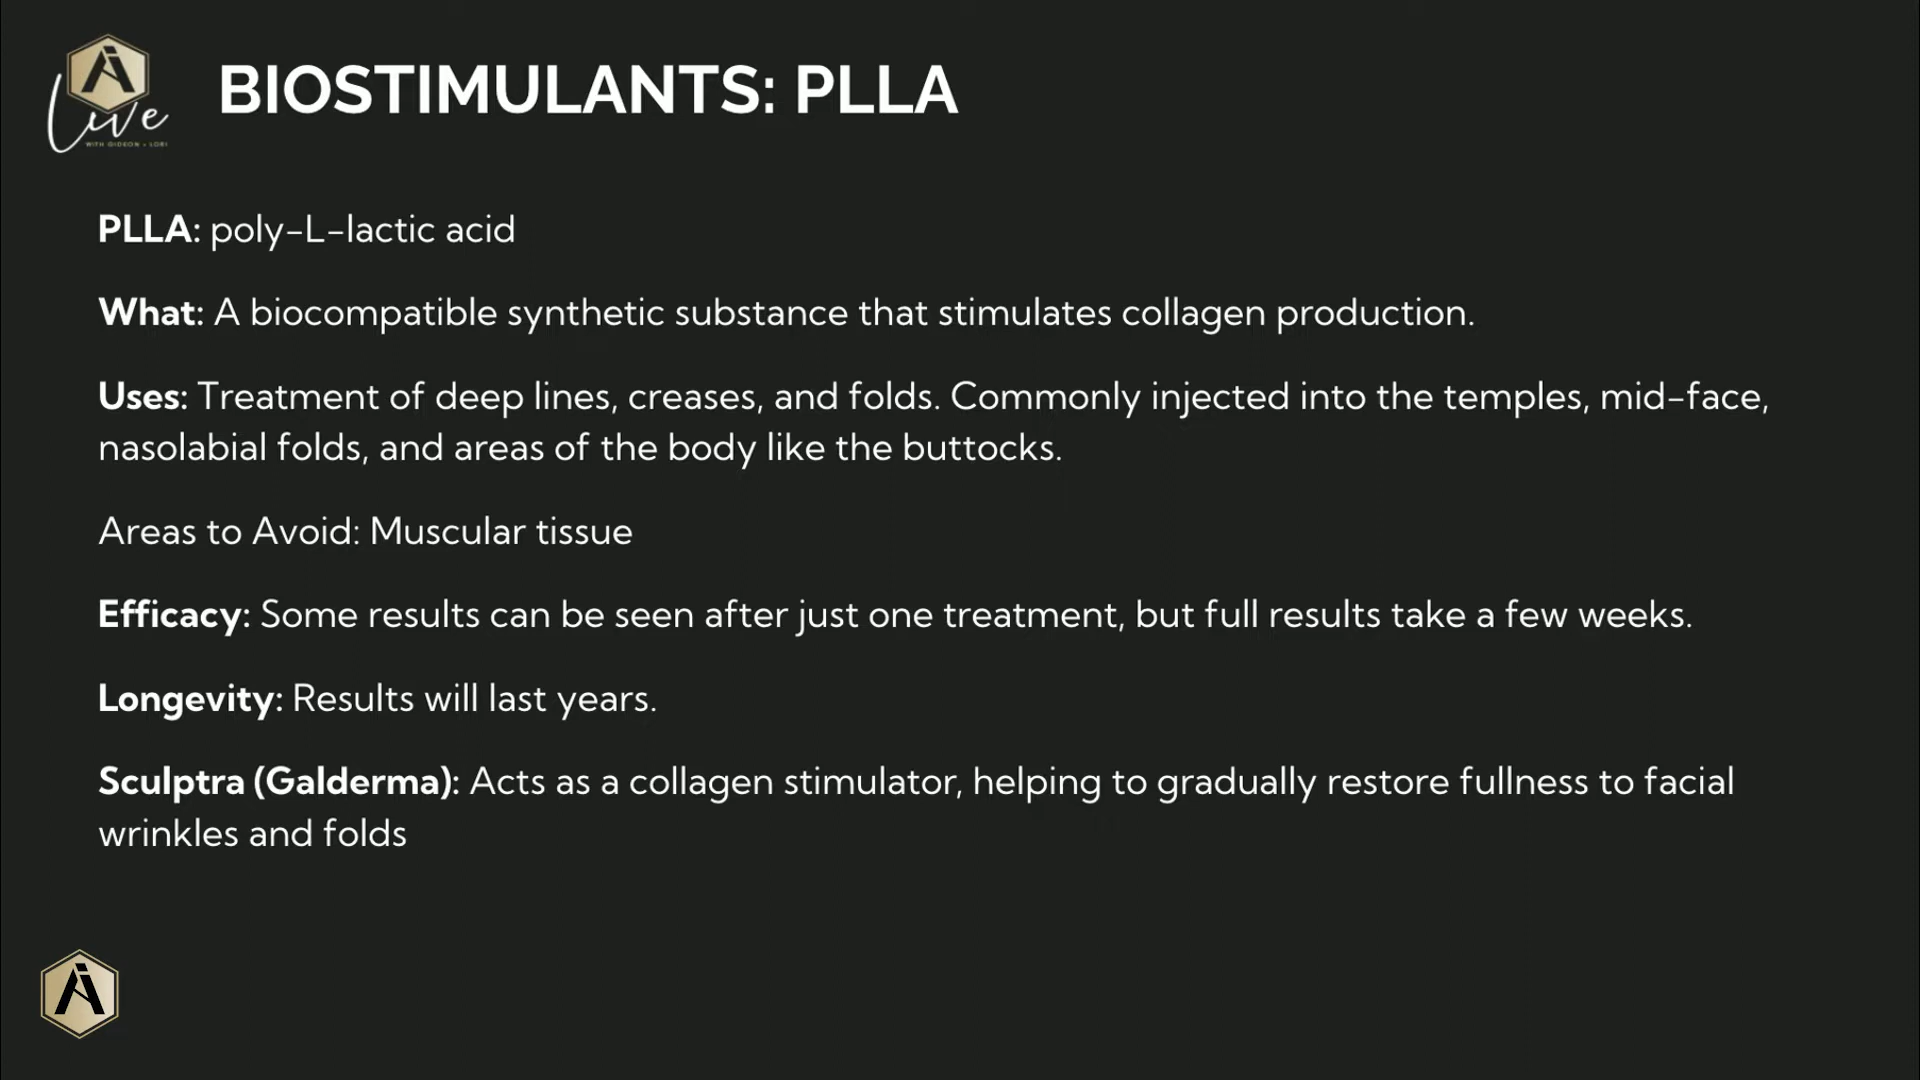 Live
WITH GIDEON + LORI
BIOSTIMULANTS: PLLA
PLLA: poly-L-lactic acid
What: A biocompatible synthetic substance that stimulates collagen production.
Uses: Treatment of deep lines, creases, and folds. Commonly injected into the temples, mid-face,
nasolabial folds, and areas of the body like the buttocks.
Areas to Avoid: Muscular tissue
Efficacy: Some results can be seen after just one treatment, but full results take a few weeks.
Longevity: Results will last years.
Sculptra (Galderma): Acts as a collagen stimulator, helping to gradually restore fullness to facial
wrinkles and folds